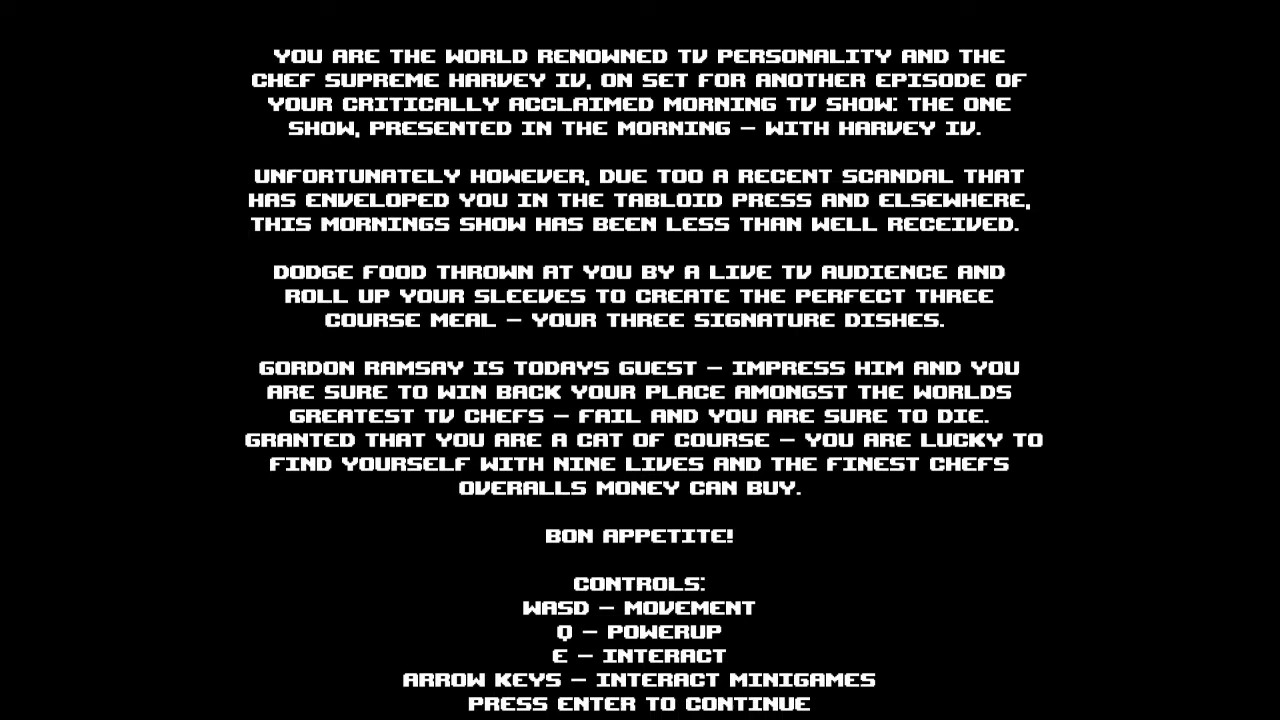 YOU ARE THE WORLD RENOWNED TV PERSONALITY AND THE
CHEF SUPREME HARVEY IV, ON SET FOR ANOTHER EPISODE OF
YOUR CRITICALLY ACCLAIMED MORNING TV SHOW: THE ONE
SHOW, PRESENTED IN THE MORNING – WITH HARVEY IV.
UNFORTUNATELY HOWEVER, DUE TOO A RECENT SCANDAL THAT
HAS ENVELOPED YOU IN THE TABLOID PRESS AND ELSEWHERE,
THIS MORNINGS SHOW HAS BEEN LESS THAN WELL RECEIVED.
DODGE FOOD THROWN AT YOU BY A LIVE TV AUDIENCE AND
ROLL UP YOUR SLEEVES TO CREATE THE PERFECT THREE
COURSE MEAL – YOUR THREE SIGNATURE DISHES.
GORDON RAMSAY IS TODAYS GUEST – IMPRESS HIM AND YOU
ARE SURE TO WIN BACK YOUR PLACE AMONGST THE WORLDS
GREATEST TV CHEFS – FAIL AND YOU ARE SURE TO DIE.
GRANTED THAT YOU ARE A CAT OF COURSE – YOU ARE LUCKY TO
FIND YOURSELF WITH NINE LIVES AND THE FINEST CHEFS
OVERALLS MONEY CAN BUY.
BON APPETITE!
CONTROLS:
WASD – MOVEMENT
Q – POWERUP
E – INTERACT
ARROW KEYS – INTERACT MINIGAMES
PRESS ENTER TO CONTINUE